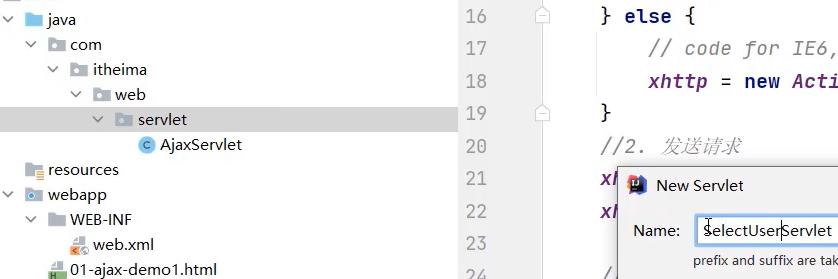 java
com
itheima
web
servlet
AjaxServlet
resources
webapp
WEB-INF
web.xml
01-ajax-demo1.html
16 } else {
17 // code for IE6,
18 xhttp = new Acti
19 }
20 //2. 发送请求
21
22
23
24
New Servlet
Name: SelectUserServlet
prefix and suffix are tak